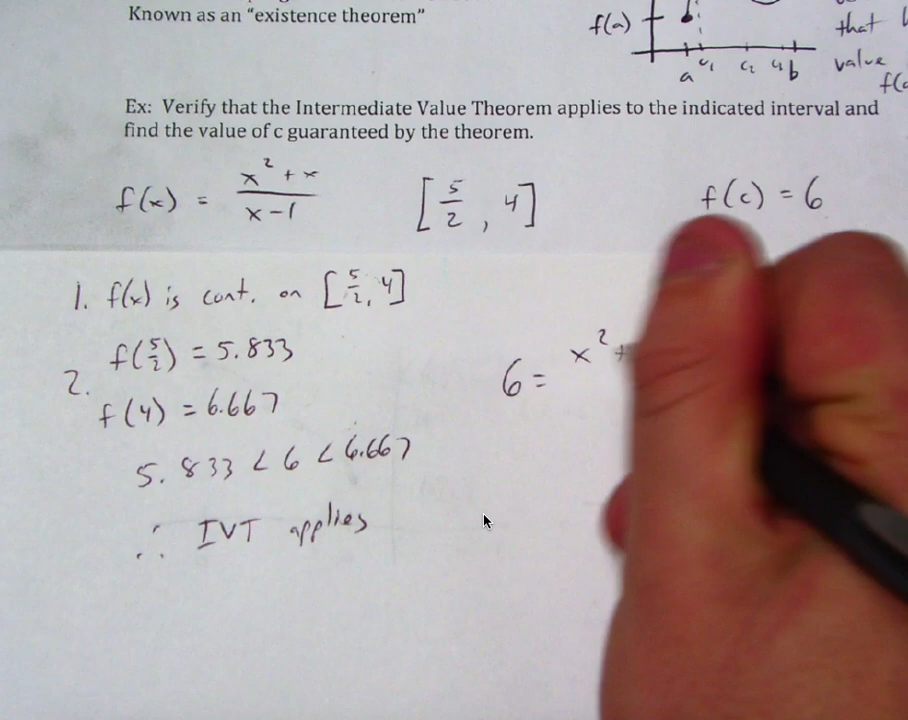 Known as an "existence theorem"
f(a)
a c₁ c₂ c₃ b
that
value
Ex: Verify that the Intermediate Value Theorem applies to the indicated interval and
find the value of c guaranteed by the theorem.
f(x) = (x² + x)/(x - 1) [5/2, 4] f(c) = 6
1. f(x) is cont. on [5/2, 4]
2. f(5/2) = 5.833
f(4) = 6.667
6 = x² +
5.833 < 6 < 6.667
∴ IVT applies